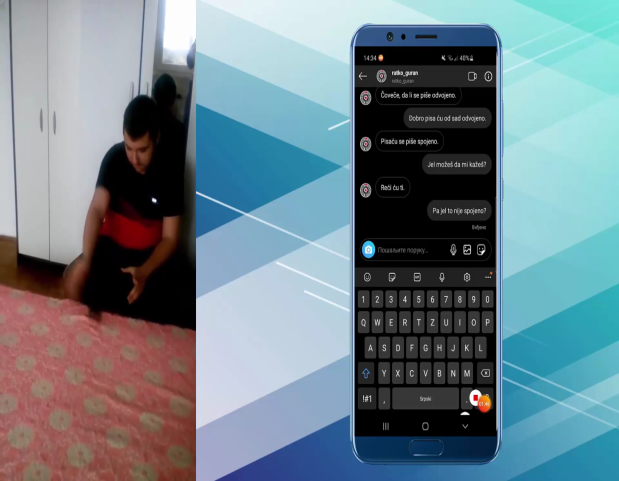 14:34
40%
ratko_guran
ratko_guran
Čoveče, da li se piše odvojeno.
Dobro pisa ću od sad odvojeno.
Pisaću se piše spojeno.
Jel možeš da mi kažeš?
Reći ću ti.
Pa jel to nije spojeno?
Виђено
Пошаљите поруку...
1 2 3 4 5 6 7 8 9 0
Q W E R T Z U I O P
A S D F G H J K L
Y X C V B N M
!#1 , Srpski